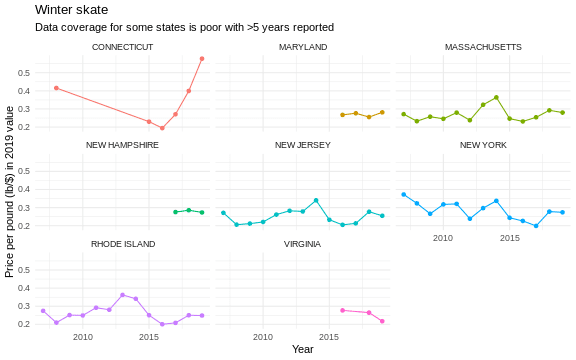 Winter skate
Data coverage for some states is poor with >5 years reported
CONNECTICUT
MARYLAND
MASSACHUSETTS
0.5
0.4
0.3
0.2
NEW HAMPSHIRE
NEW JERSEY
NEW YORK
0.5
0.4
0.3
0.2
2010
2015
RHODE ISLAND
VIRGINIA
0.5
0.4
0.3
0.2
2010
2015
2010
2015
Price per pound (lb/$) in 2019 value
Year